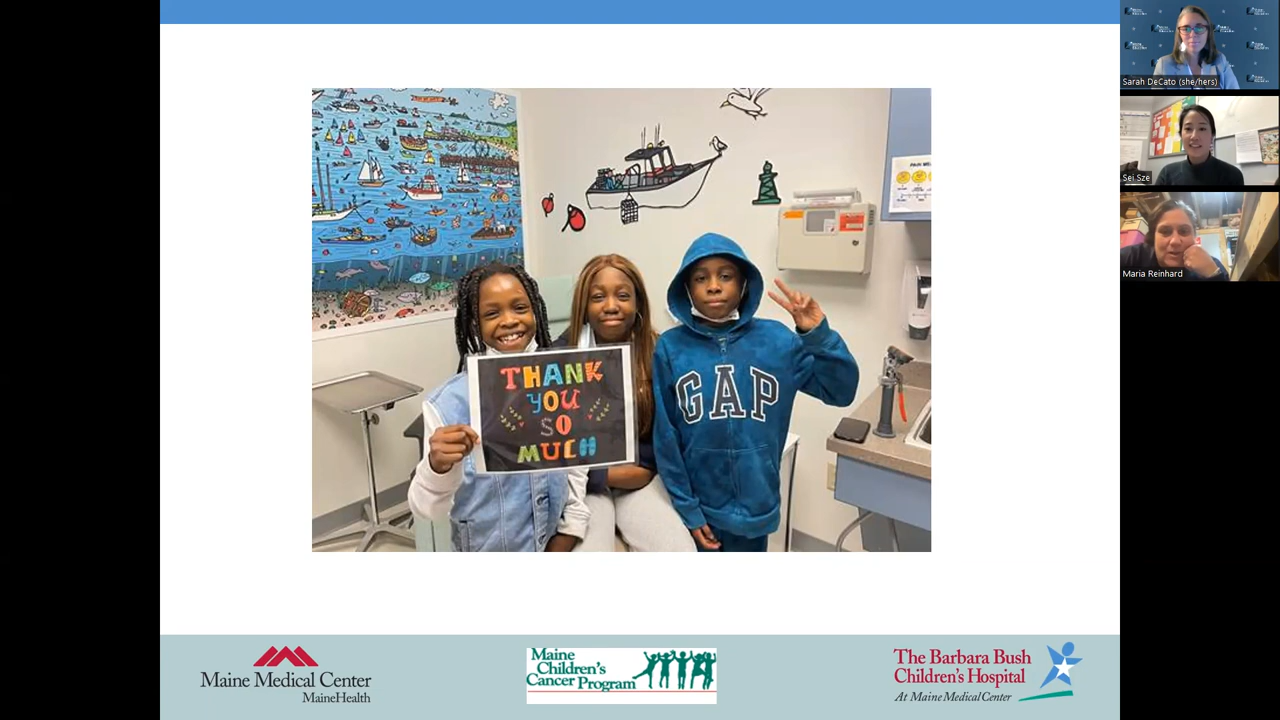 THANK
YOU
SO
MUCH
GAP
Maine Medical Center
MaineHealth
Maine
Children's
Cancer Program
The Barbara Bush
Children's Hospital
At Maine Medical Center
Sarah DeCato (she/hers)
Sei Sze
Maria Reinhard